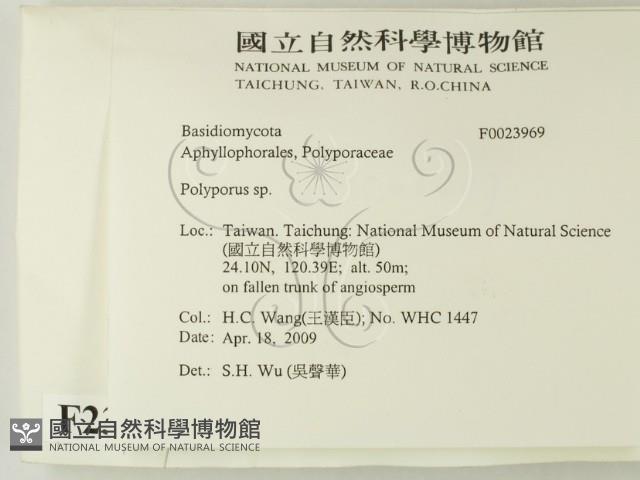 國立自然科學博物館
NATIONAL MUSEUM OF NATURAL SCIENCE
TAICHUNG, TAIWAN, R.O.CHINA
Basidiomycota F0023969
Aphyllophorales, Polyporaceae
Polyporus sp.
Loc.: Taiwan. Taichung: National Museum of Natural Science
(國立自然科學博物館)
24.10N, 120.39E; alt. 50m;
on fallen trunk of angiosperm
Col.: H.C. Wang(王漢臣); No. WHC 1447
Date: Apr. 18, 2009
Det.: S.H. Wu (吳聲華)
F2
國立自然科學博物館
NATIONAL MUSEUM OF NATURAL SCIENCE